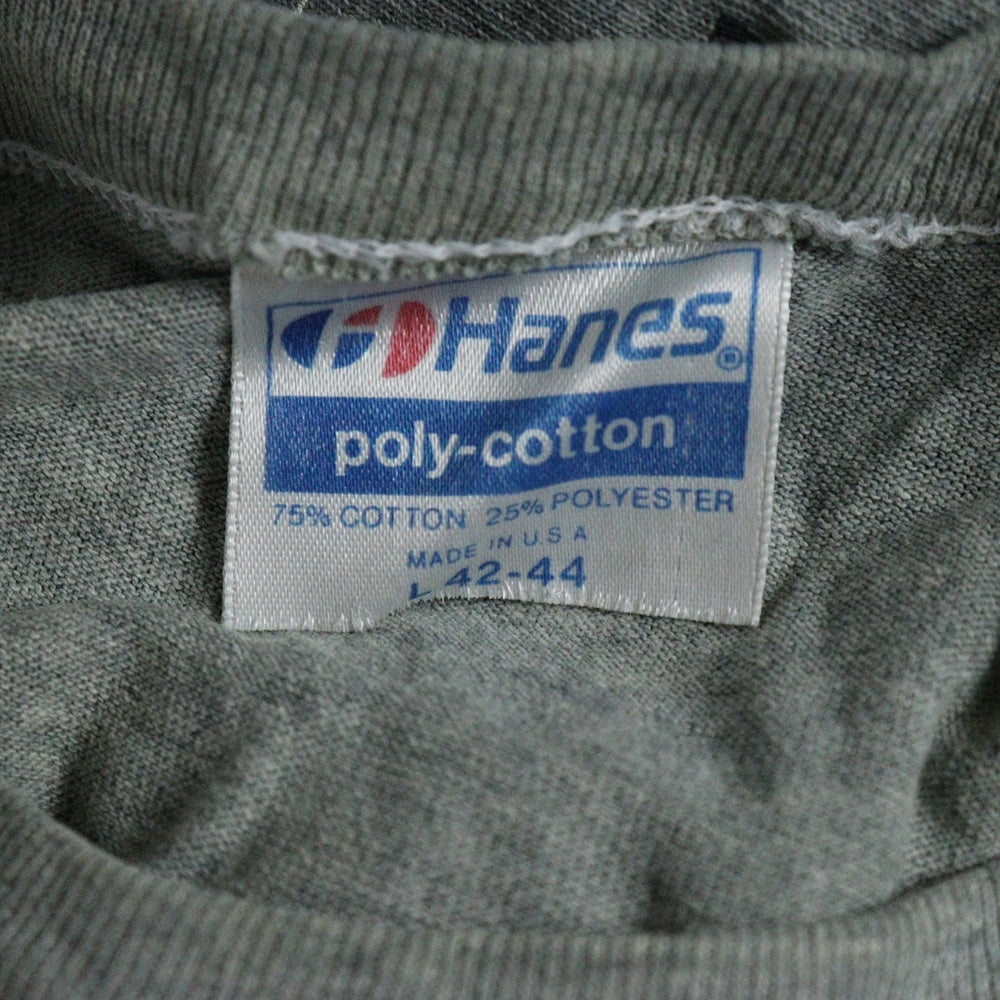 Hanes®
poly-cotton
75% COTTON 25% POLYESTER
MADE IN U.S A
L 42-44